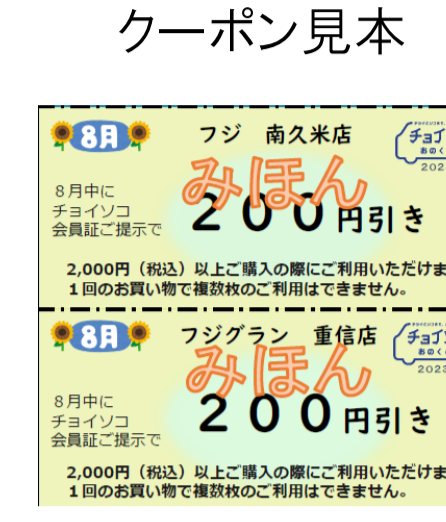 クーポン見本
8月
フジ 南久米店
みほん
8月中に
チョイソコ
会員証ご提示で
200円引き
2,000円（税込）以上ご購入の際にご利用いただけま
1回のお買い物で複数枚のご利用はできません。
8月
フジグラン 重信店
みほん
8月中に
チョイソコ
会員証ご提示で
200円引き
2,000円（税込）以上ご購入の際にご利用いただけま
1回のお買い物で複数枚のご利用はできません。